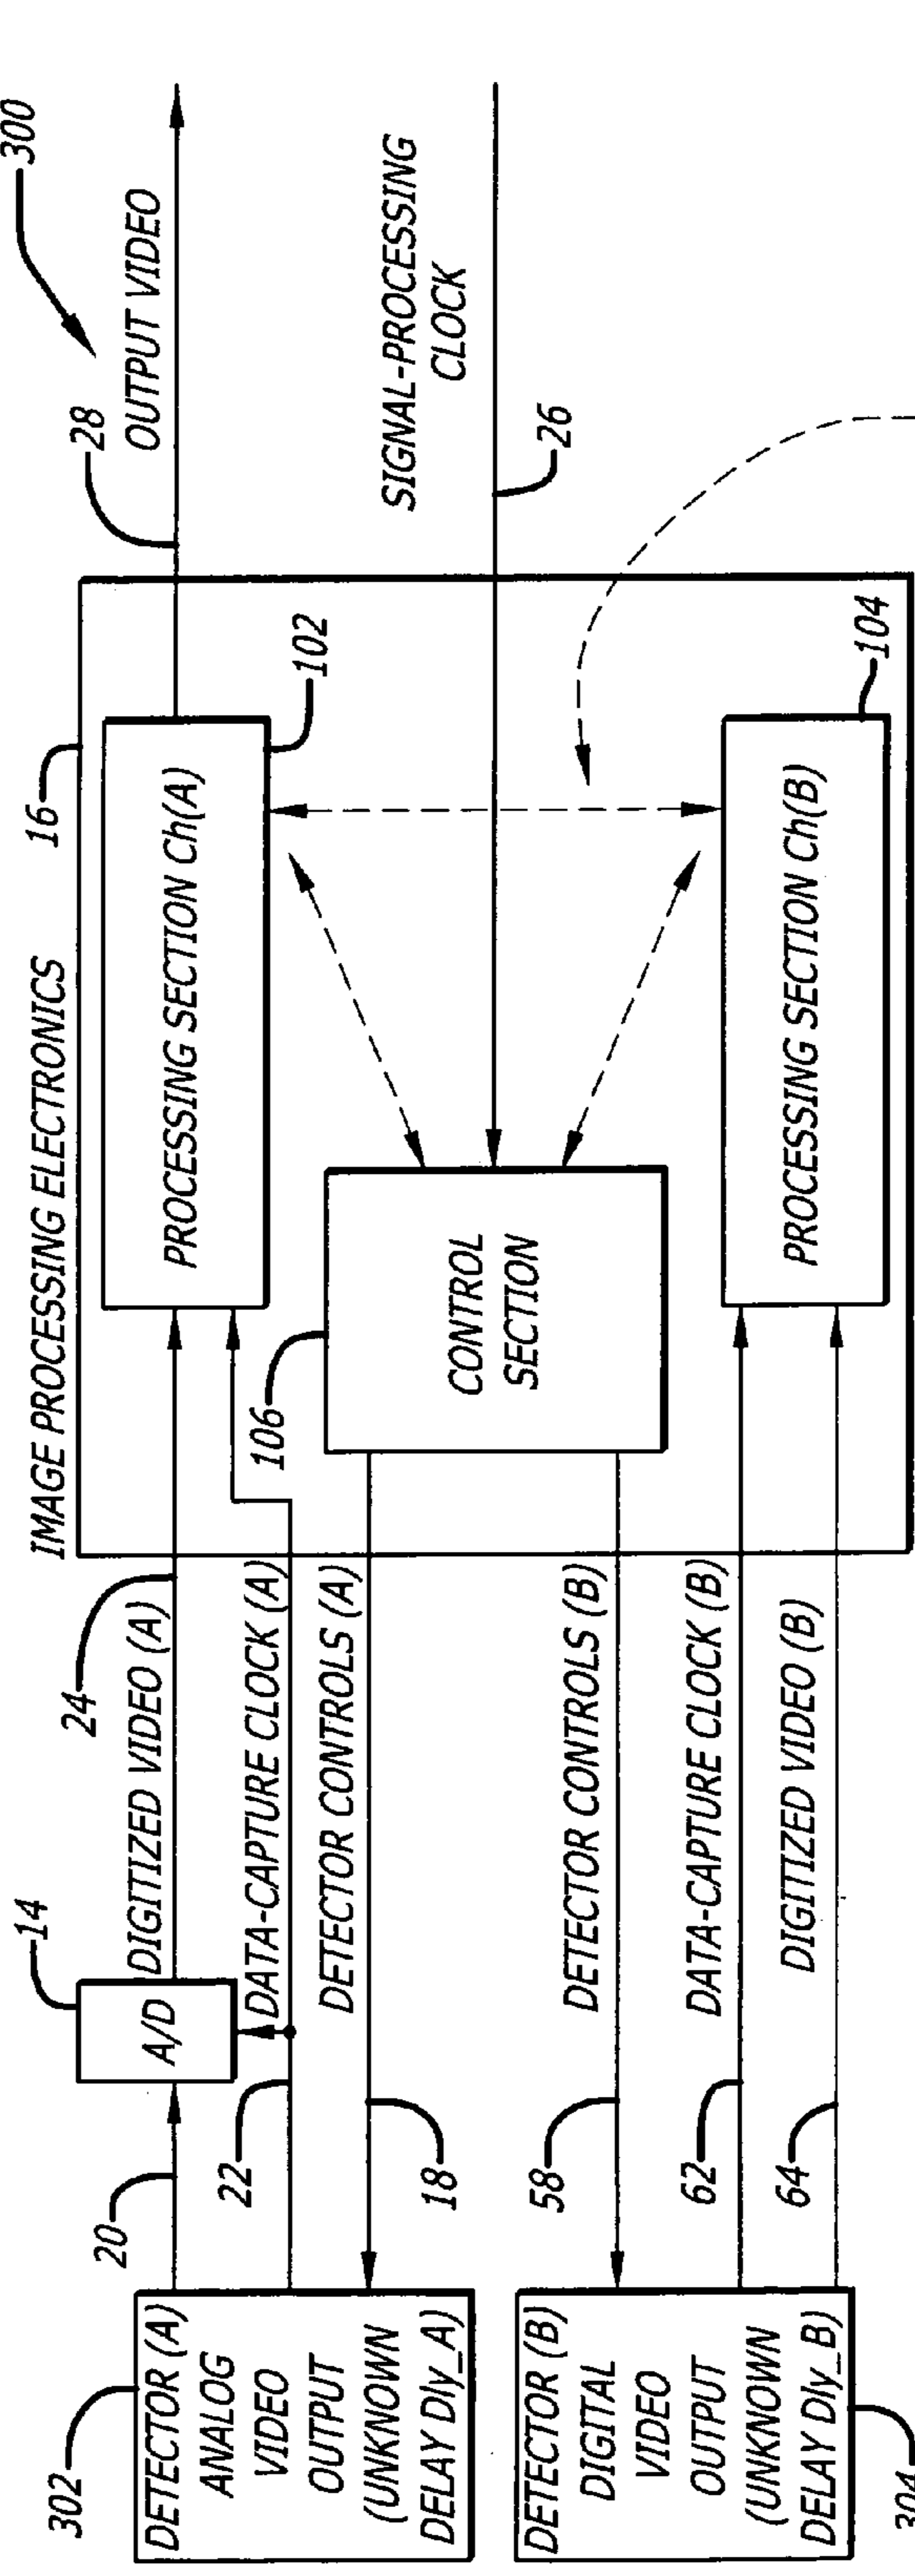 300
28
OUTPUT VIDEO
SIGNAL-PROCESSING
CLOCK
26
IMAGE PROCESSING ELECTRONICS
16
PROCESSING SECTION Ch(A)
102
106
CONTROL
SECTION
PROCESSING SECTION Ch(B)
104
24
DIGITIZED VIDEO (A)
DATA-CAPTURE CLOCK (A)
DETECTOR CONTROLS (A)
DETECTOR CONTROLS (B)
DATA-CAPTURE CLOCK (B)
DIGITIZED VIDEO (B)
14
A/D
20
22
18
58
62
64
302
DETECTOR (A)
ANALOG
VIDEO
OUTPUT
(UNKNOWN
DELAY Dly_A)
DETECTOR (B)
DIGITAL
VIDEO
OUTPUT
(UNKNOWN
DELAY Dly_B)
304